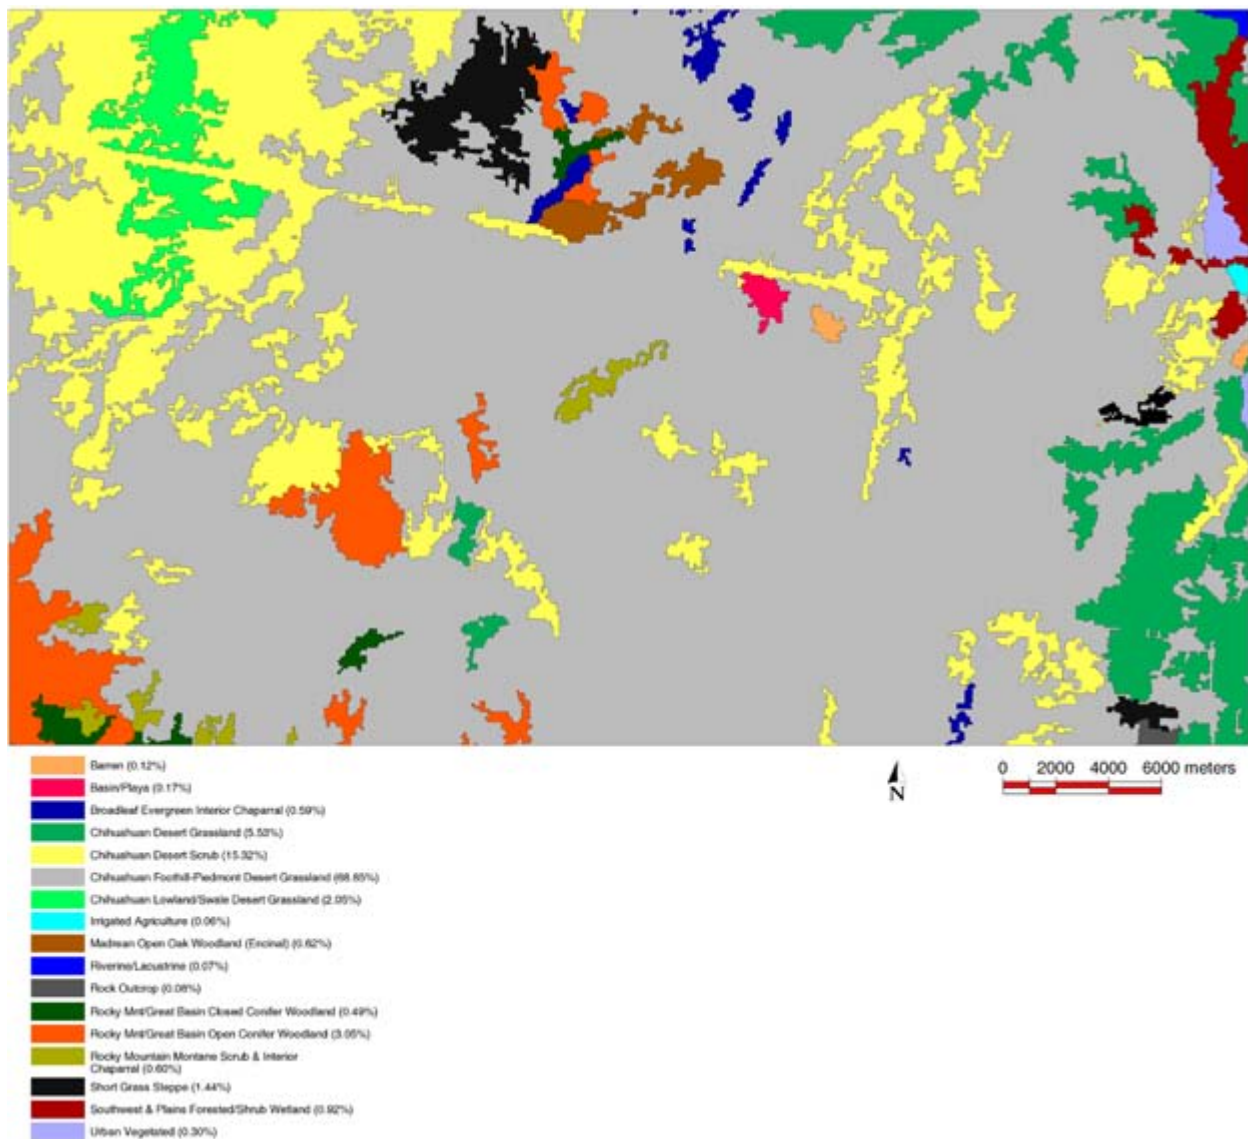 Barren (0.12%)
Basin/Playa (0.17%)
Broadleaf Evergreen Interior Chaparral (0.59%)
Chihuahuan Desert Grassland (5.53%)
Chihuahuan Desert Scrub (15.32%)
Chihuahuan Foothill-Piedmont Desert Grassland (68.65%)
Chihuahuan Lowland/Swale Desert Grassland (2.05%)
Irrigated Agriculture (0.06%)
Madrean Open Oak Woodland (Encinal) (0.62%)
Riverine/Lacustrine (0.07%)
Rock Outcrop (0.08%)
Rocky Mnt/Great Basin Closed Conifer Woodland (0.49%)
Rocky Mnt/Great Basin Open Conifer Woodland (3.05%)
Rocky Mountain Montane Scrub & Interior
Chaparral (0.60%)
Short Grass Steppe (1.44%)
Southwest & Plains Forested/Shrub Wetland (0.92%)
Urban Vegetated (0.30%)
N
0 2000 4000 6000 meters